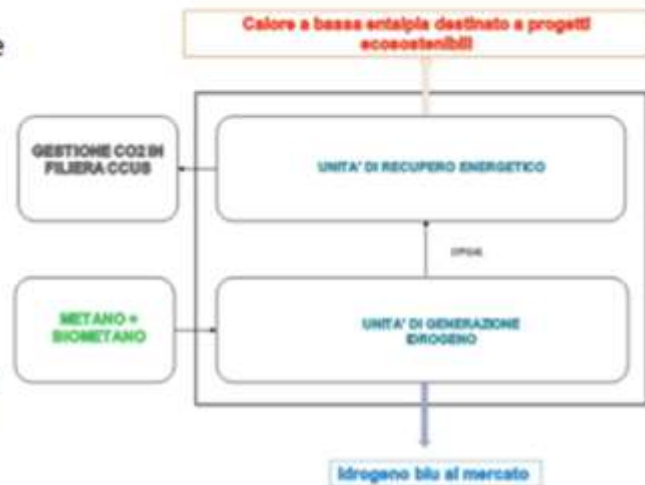 Calore a bassa entalpia destinato a progetti
ecosostenibili
e
GESTIONE CO2 IN
FILIERA CCUS
UNITA' DI RECUPERO ENERGETICO
METANO +
BIOMETANO
UNITA' DI GENERAZIONE
IDROGENO
Idrogeno blu al mercato